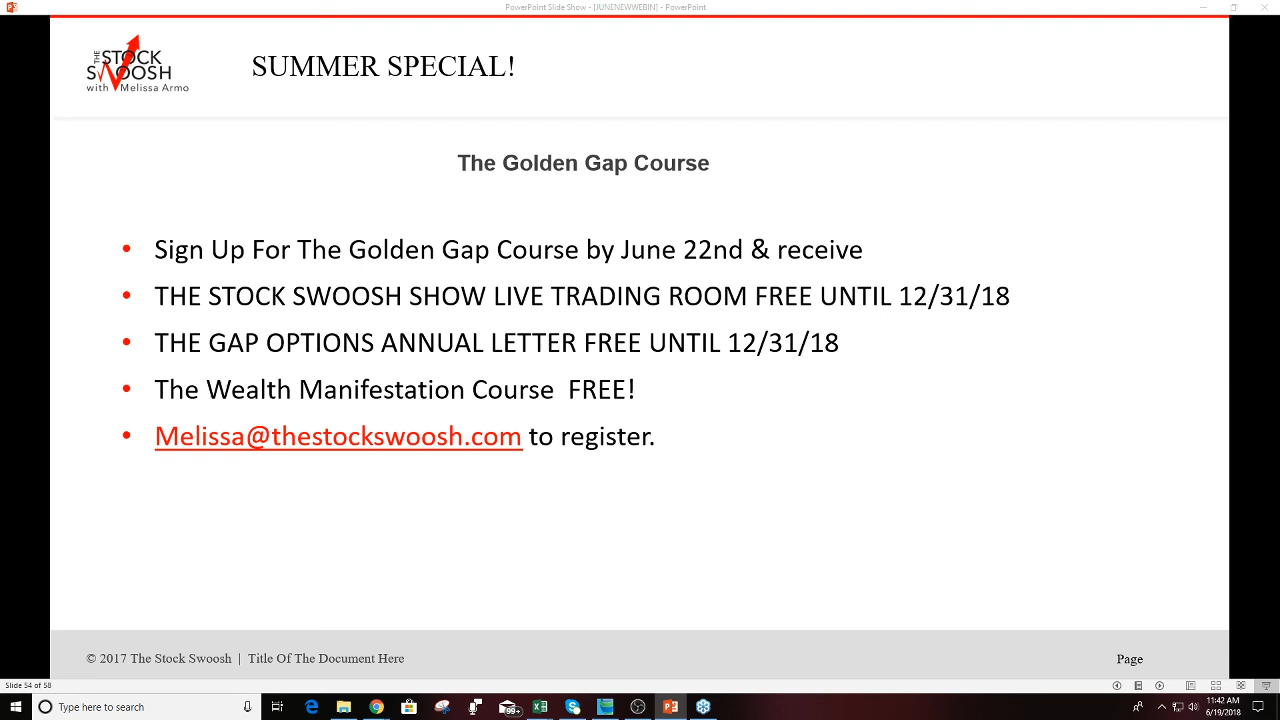 PowerPoint Slide Show - [JUNENEWWEBIN] - PowerPoint
THE STOCK
SWOOSH
with Melissa Armo
SUMMER SPECIAL!
The Golden Gap Course
• Sign Up For The Golden Gap Course by June 22nd & receive
• THE STOCK SWOOSH SHOW LIVE TRADING ROOM FREE UNTIL 12/31/18
• THE GAP OPTIONS ANNUAL LETTER FREE UNTIL 12/31/18
• The Wealth Manifestation Course  FREE!
• Melissa@thestockswoosh.com to register.
© 2017 The Stock Swoosh | Title Of The Document Here
Page
Slide 54 of 58
Type here to search
99+
11:42 AM
6/19/2018